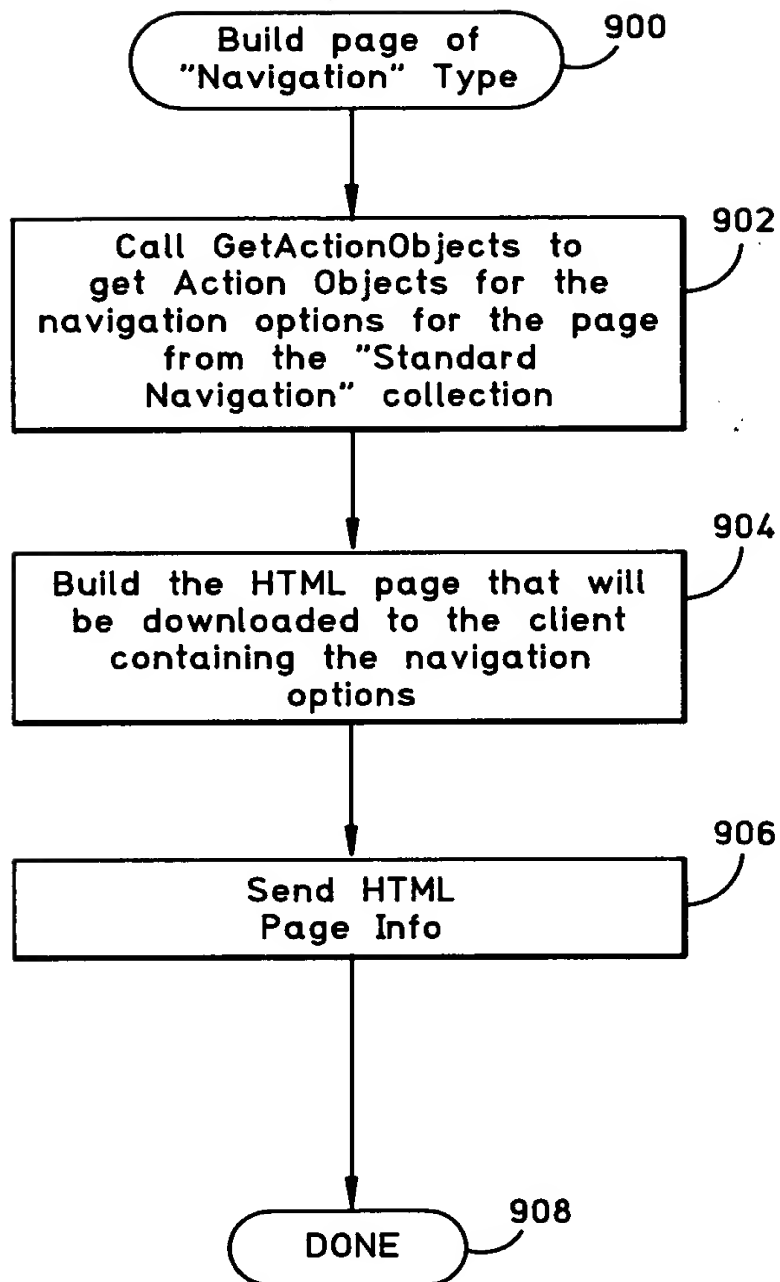 Build page of
"Navigation" Type
900
Call GetActionObjects to
get Action Objects for the
navigation options for the page
from the "Standard
Navigation" collection
902
Build the HTML page that will
be downloaded to the client
containing the navigation
options
904
Send HTML
Page Info
906
DONE
908